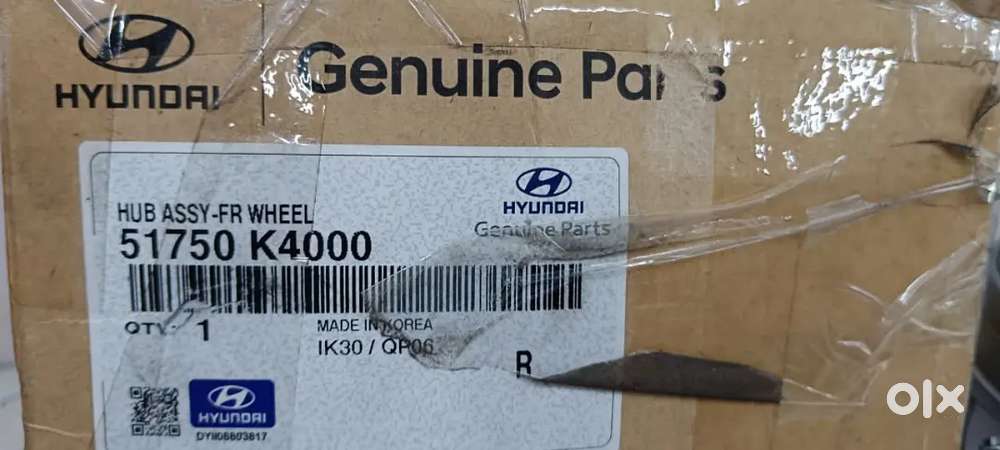 HYUNDAI
Genuine Parts
HYUNDAI
Genuine Parts
HUB ASSY-FR WHEEL
51750 K4000
QTY: 1
MADE IN KOREA
IK30 / QP06
R
HYUNDAI
olx